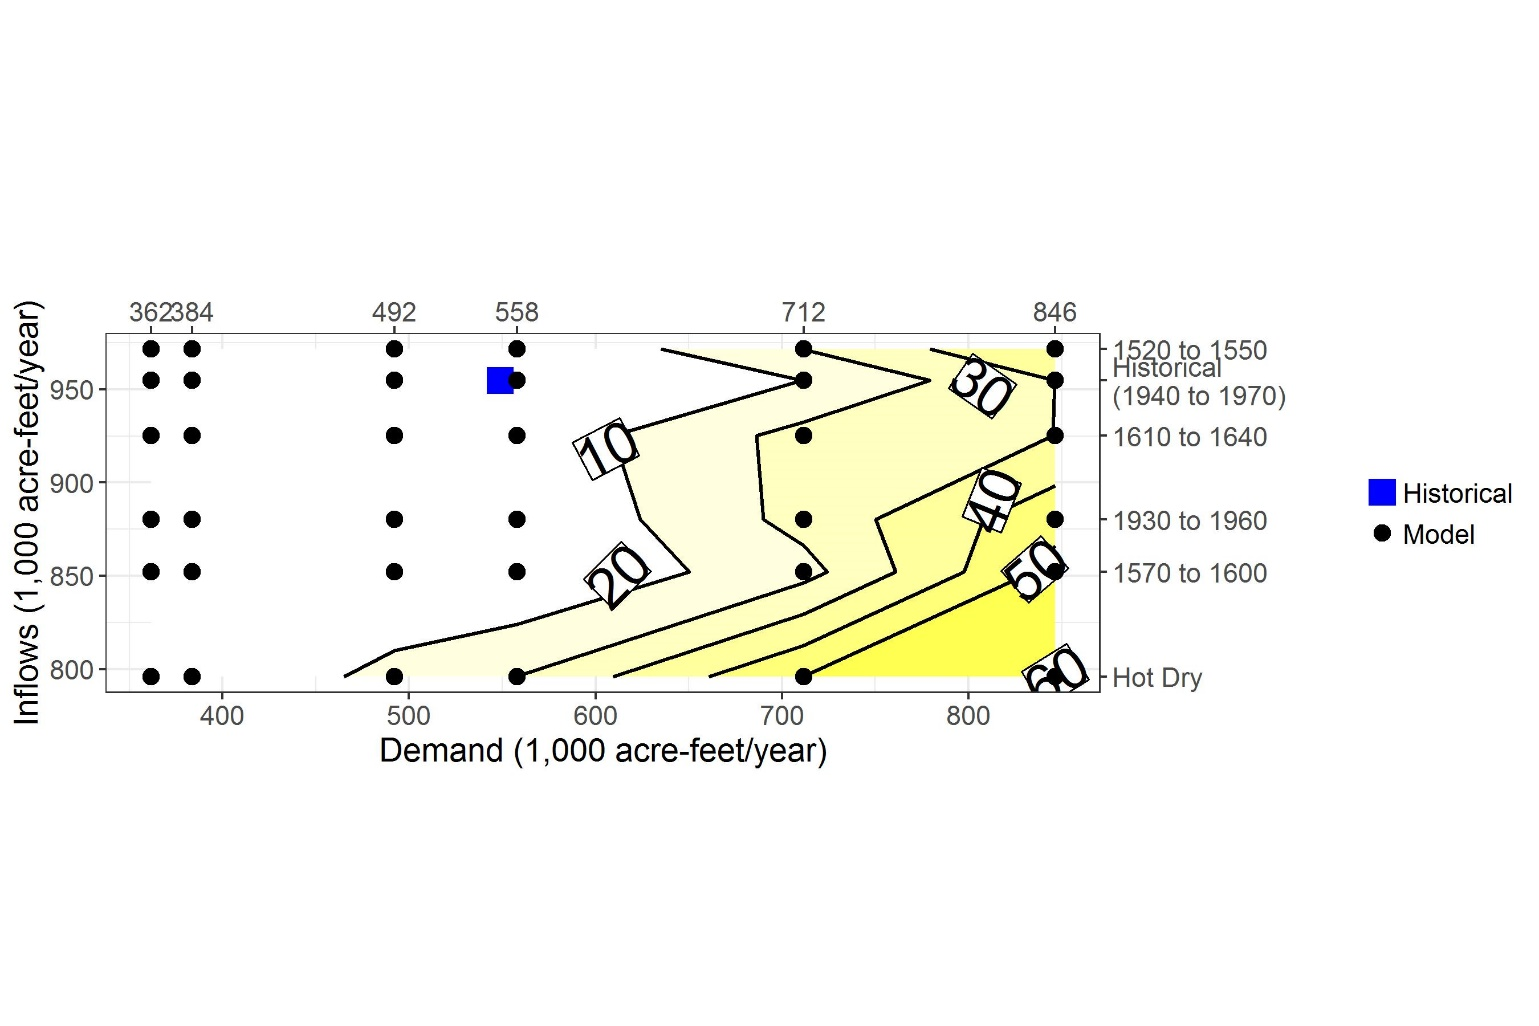 362 384 492 558 712 846
Inflows (1,000 acre-feet/year)
950
900
850
800
1520 to 1550
Historical
(1940 to 1970)
1610 to 1640
1930 to 1960
1570 to 1600
Hot Dry
10
20
30
40
50
60
400 500 600 700 800
Demand (1,000 acre-feet/year)
Historical
Model